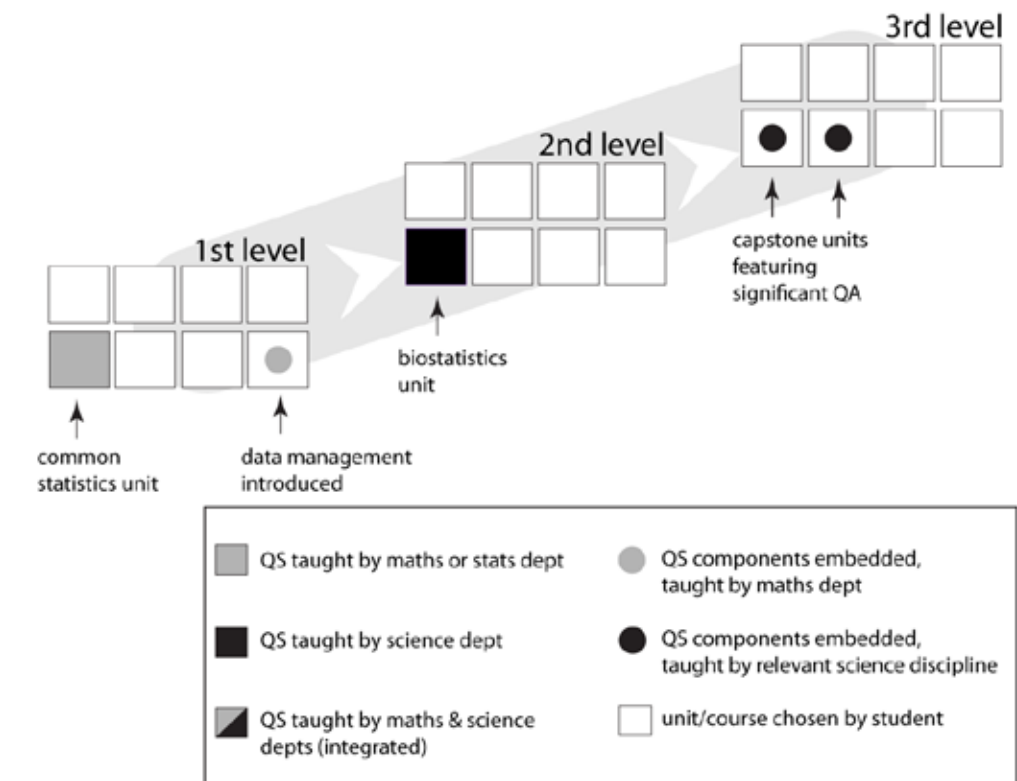 3rd level
2nd level
1st level
capstone units
featuring
significant QA
biostatistics
unit
common
statistics unit
data management
introduced
QS taught by maths or stats dept
QS taught by science dept
QS taught by maths & science
depts (integrated)
QS components embedded,
taught by maths dept
QS components embedded,
taught by relevant science discipline
unit/course chosen by student